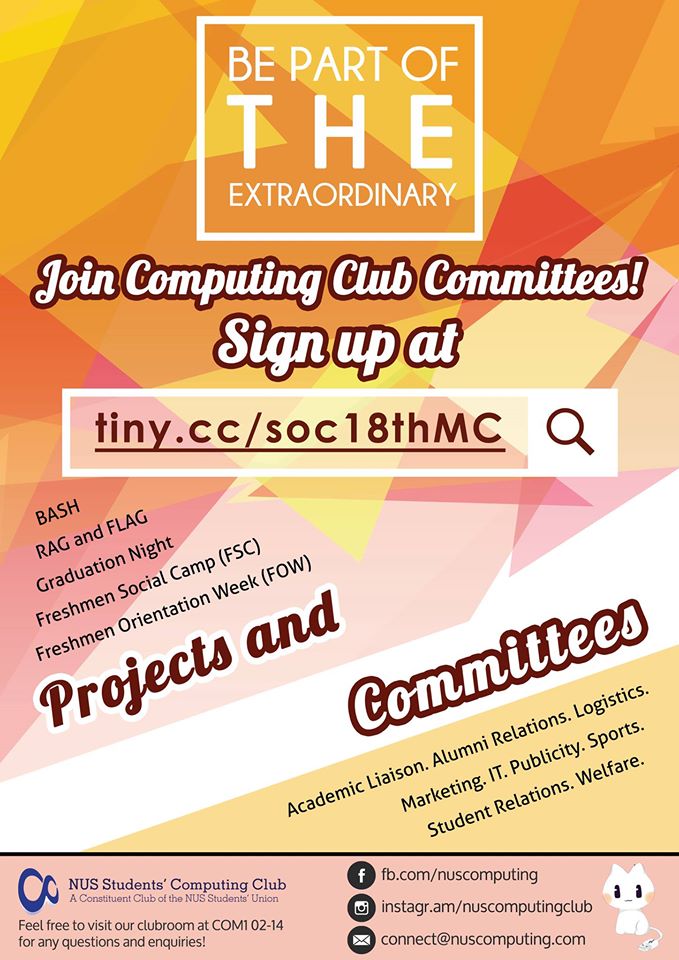 BE PART OF
THE
EXTRAORDINARY
Join Computing Club Committees!
Sign up at
tiny.cc/soc18thMC
BASH
RAG and FLAG
Graduation Night
Freshmen Social Camp (FSC)
Freshmen Orientation Week (FOW)
Projects and
Committees
Academic Liaison. Alumni Relations. Logistics.
Marketing. IT. Publicity. Sports.
Student Relations. Welfare.
NUS Students' Computing Club
A Constituent Club of the NUS Students' Union
Feel free to visit our clubroom at COM1 02-14
for any questions and enquiries!
fb.com/nuscomputing
instagr.am/nuscomputingclub
connect@nuscomputing.com